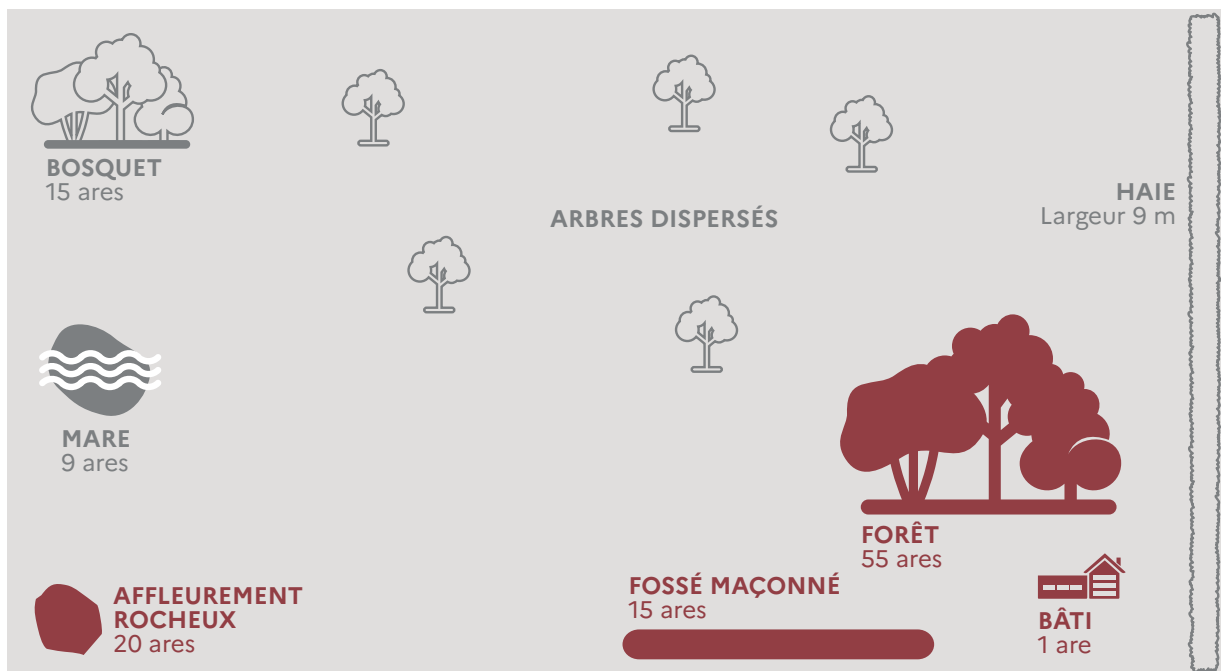 BOSQUET
15 ares
ARBRES DISPERSÉS
HAIE
Largeur 9 m
MARE
9 ares
FORÊT
55 ares
AFFLEUREMENT
ROCHEUX
20 ares
FOSSÉ MAÇONNÉ
15 ares
BÂTI
1 are